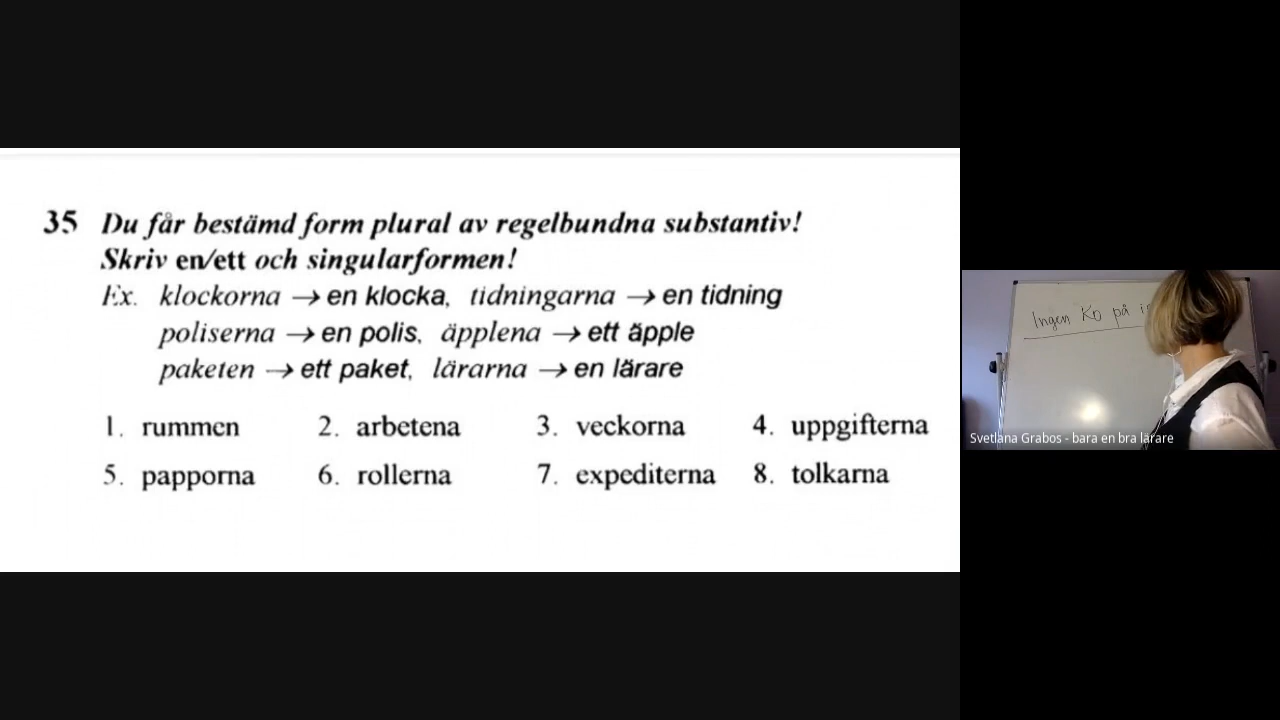 35 Du får bestämd form plural av regelbundna substantiv!
Skriv en/ett och singularformen!
Ex. klockorna → en klocka, tidningarna → en tidning
poliserna → en polis, äpplena → ett äpple
paketen → ett paket, lärarna → en lärare
1. rummen 2. arbetena 3. veckorna 4. uppgifterna
5. papporna 6. rollerna 7. expediterna 8. tolkarna
Ingen KD på
Svetlana Grabos - bara en bra lärare